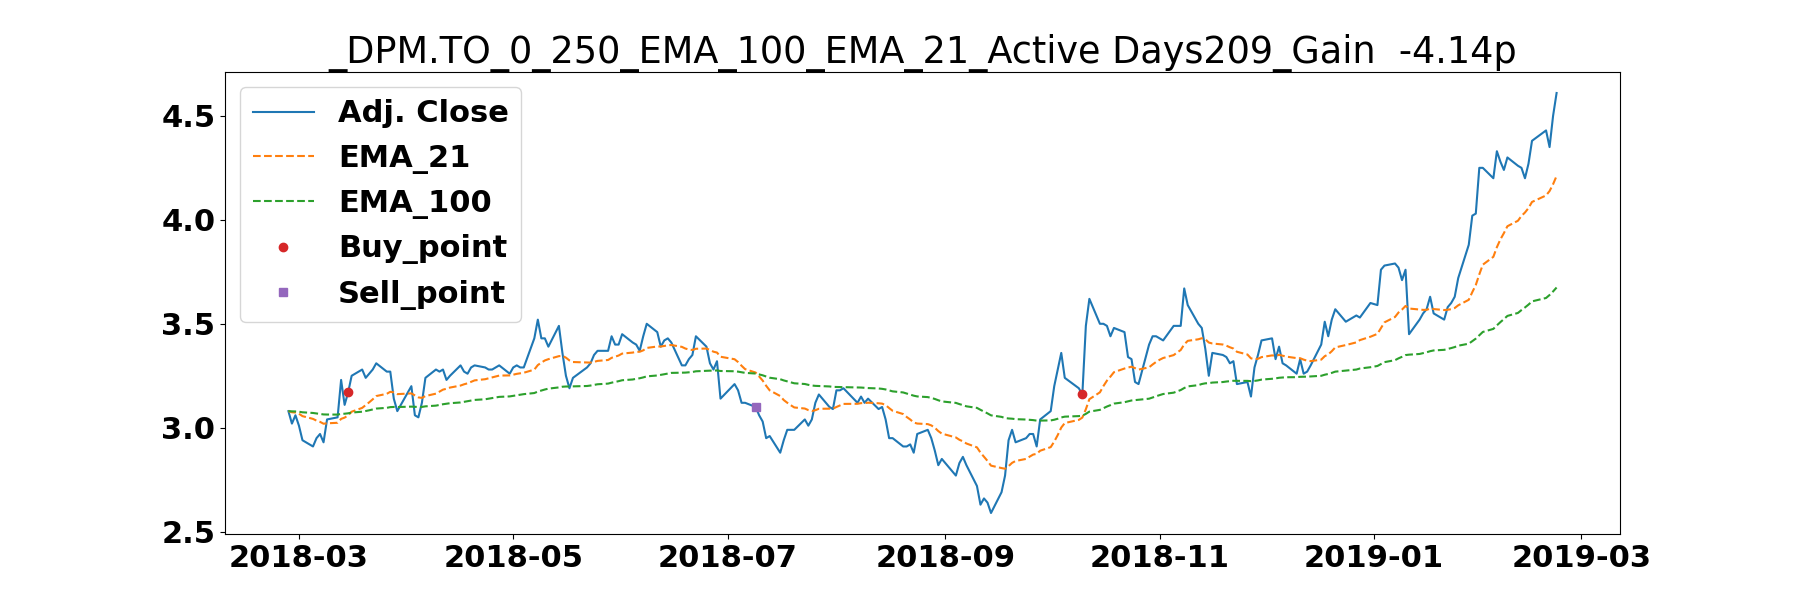 _DPM.TO_0_250_EMA_100_EMA_21_Active Days209_Gain  -4.14p
Adj. Close
EMA_21
EMA_100
Buy_point
Sell_point
4.5
4.0
3.5
3.0
2.5
2018-03 2018-05 2018-07 2018-09 2018-11 2019-01 2019-03